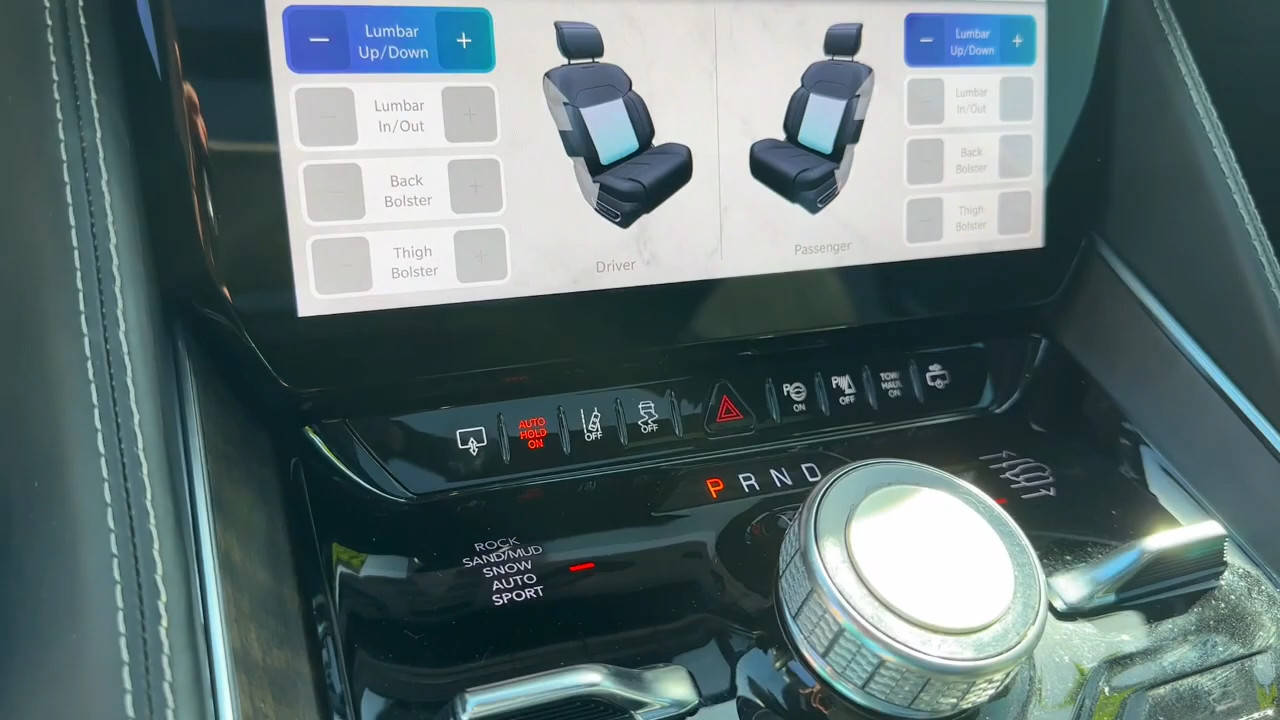 Lumbar
Up/Down
Lumbar
In/Out
Back
Bolster
Thigh
Bolster
Driver
Passenger
Lumbar
Up/Down
Lumbar
In/Out
Back
Bolster
Thigh
Bolster
AUTO
HOLD
ON
OFF
OFF
P
ON
P
OFF
TOW
HAUL
ON
P R N D
ROCK
SAND/MUD
SNOW
AUTO
SPORT